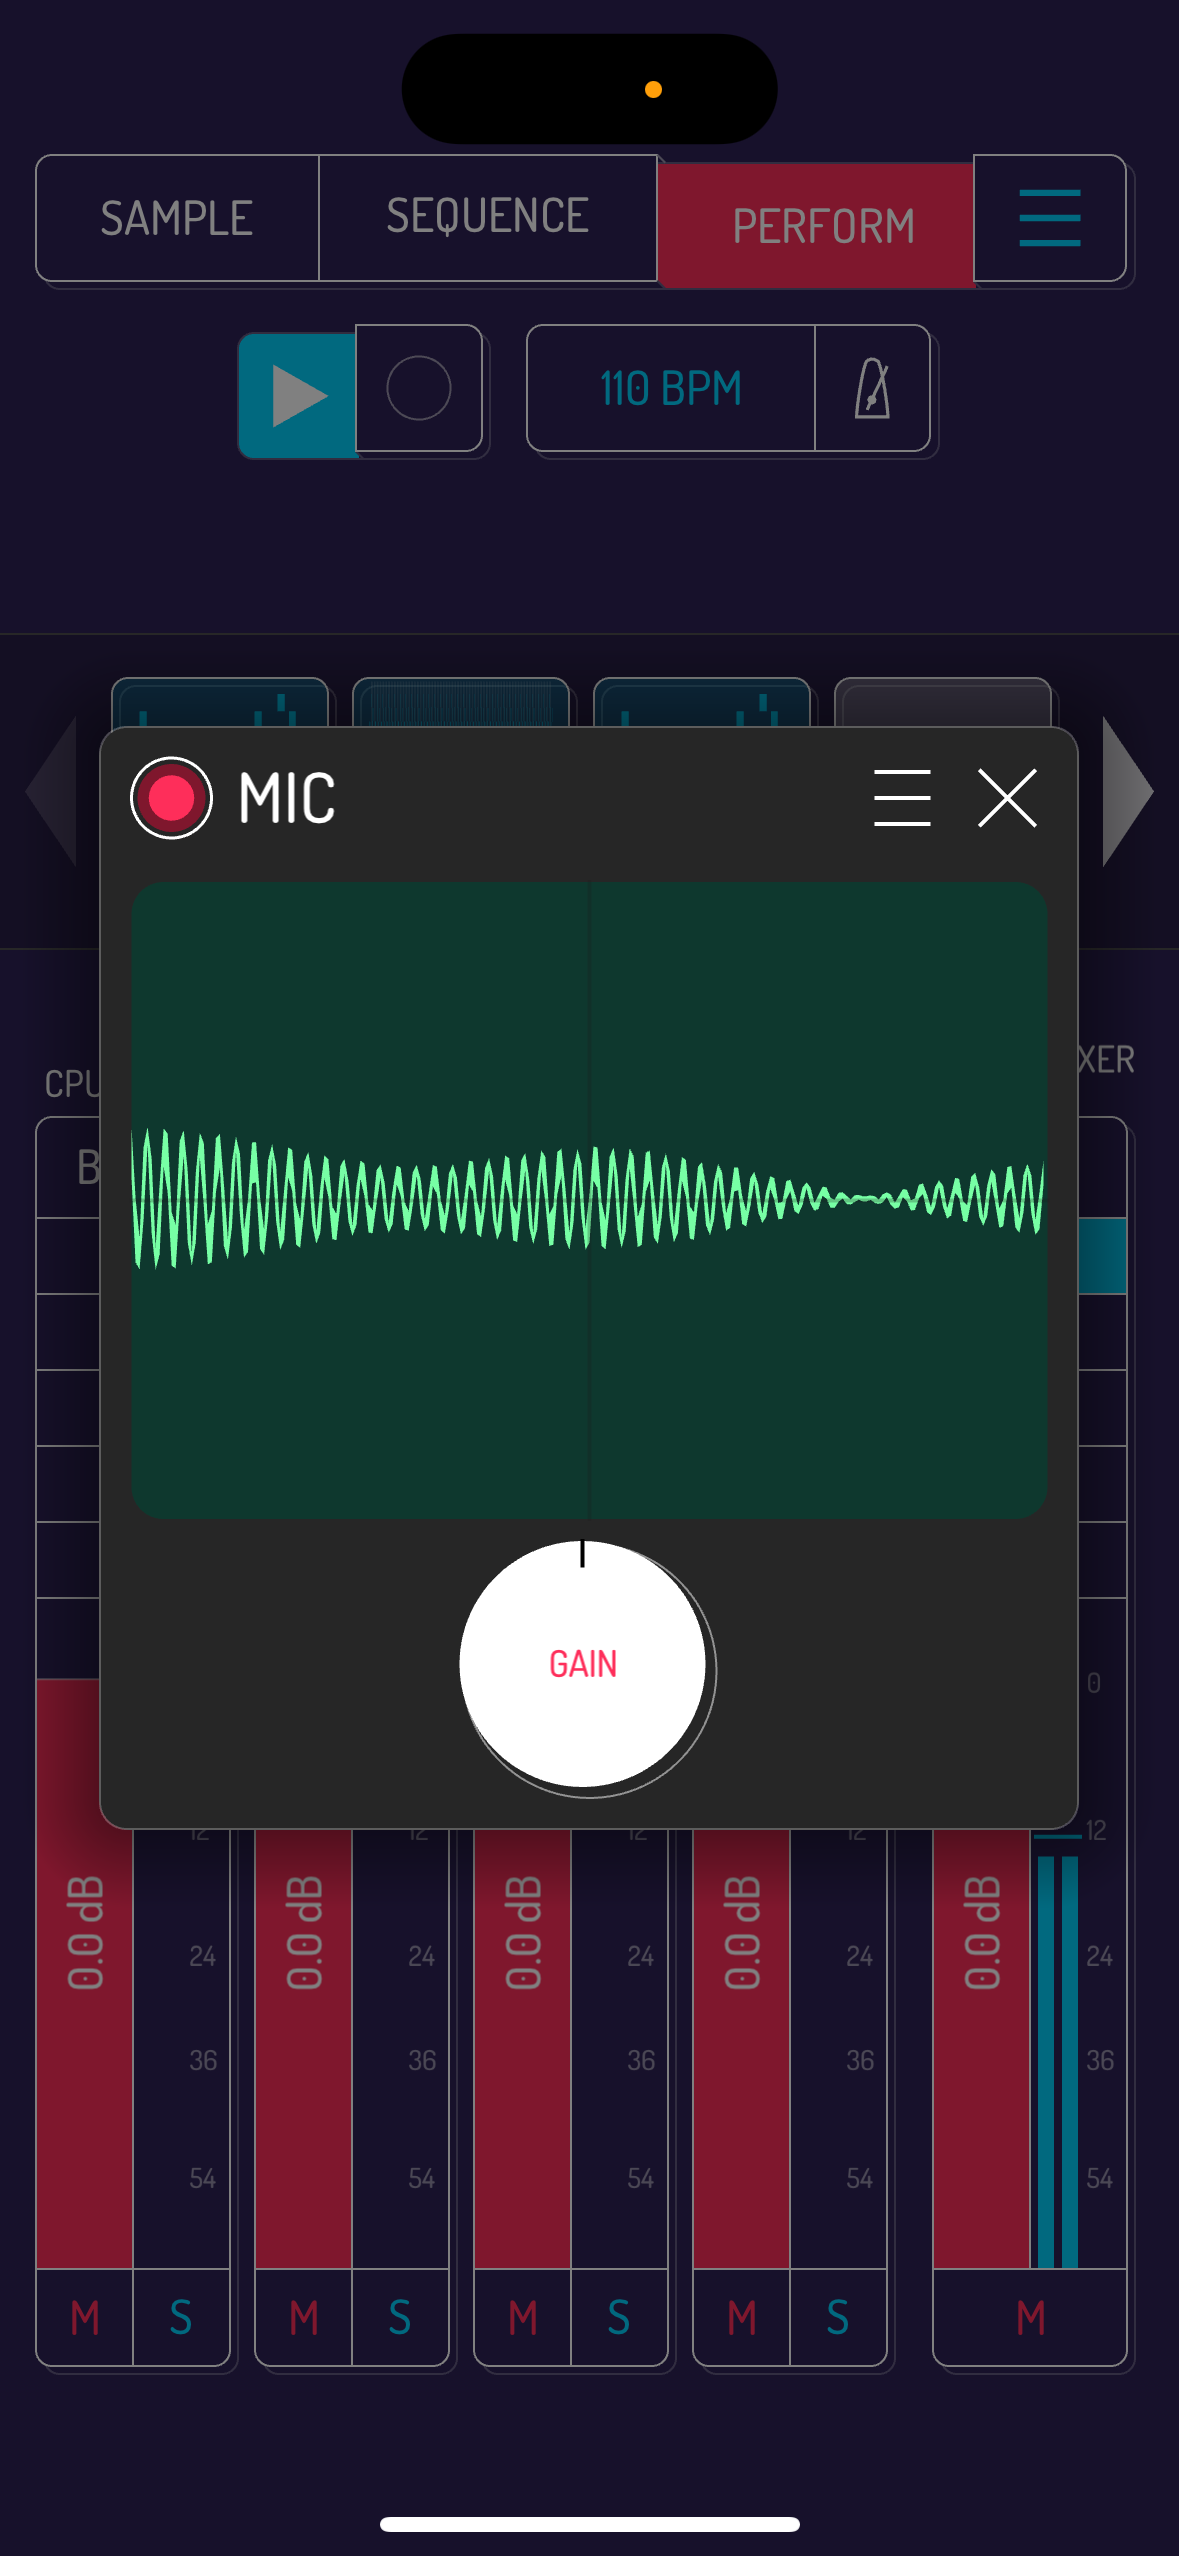 SAMPLE SEQUENCE PERFORM
110 BPM
MIC
CPU XER
B
GAIN
0
12 12 12 12 12
0.0 dB 0.0 dB 0.0 dB 0.0 dB 0.0 dB
24 24 24 24 24
36 36 36 36 36
54 54 54 54 54
M S M S M S M S M